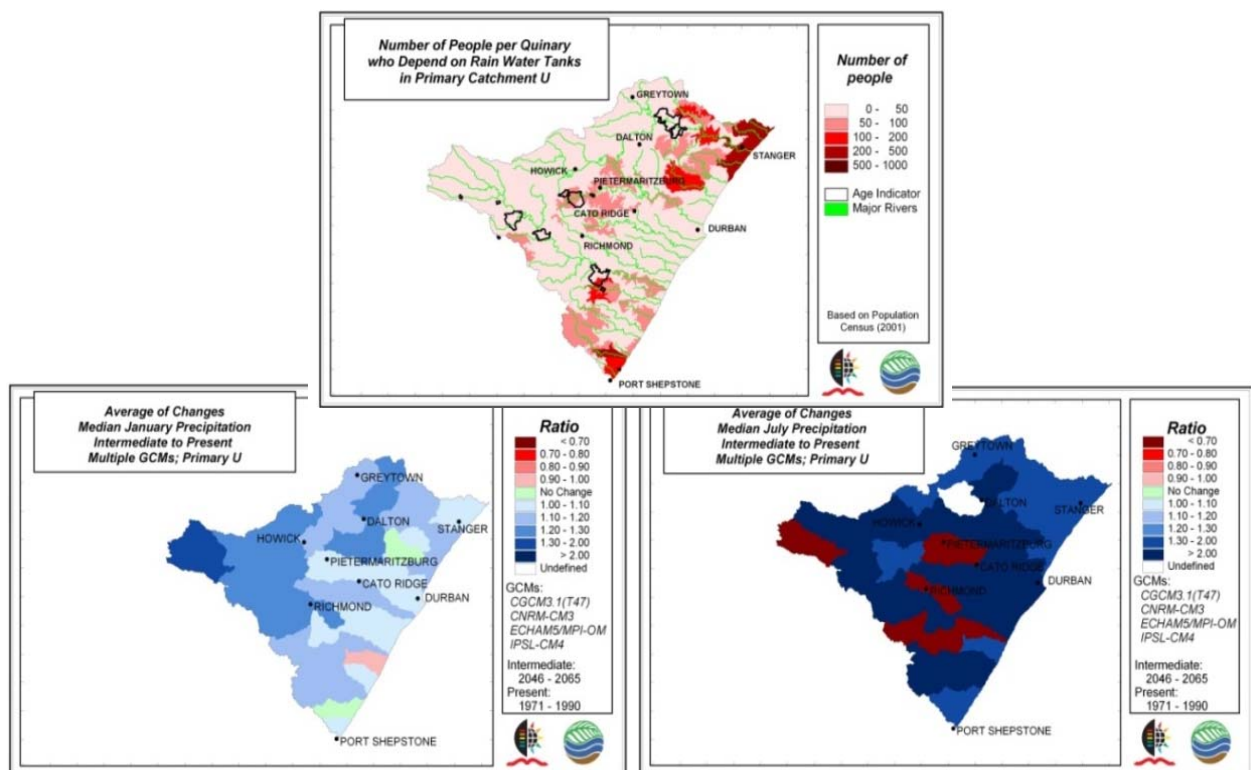 Number of People per Quinary
who Depend on Rain Water Tanks
in Primary Catchment U
Number of
people
0 - 50
50 - 100
100 - 200
200 - 500
500 - 1000
Age Indicator
Major Rivers
Based on Population
Census (2001)
GREYTOWN
DALTON
STANGER
HOWICK
PIETERMARITZBURG
CATO RIDGE
DURBAN
RICHMOND
PORT SHEPSTONE
Average of Changes
Median January Precipitation
Intermediate to Present
Multiple GCMs; Primary U
GREYTOWN
DALTON
STANGER
HOWICK
PIETERMARITZBURG
CATO RIDGE
DURBAN
RICHMOND
PORT SHEPSTONE
Ratio
< 0.70
0.70 - 0.80
0.80 - 0.90
0.90 - 1.00
No Change
1.00 - 1.10
1.10 - 1.20
1.20 - 1.30
1.30 - 2.00
> 2.00
Undefined
GCMs:
CGCM3.1(T47)
CNRM-CM3
ECHAM5/MPI-OM
IPSL-CM4
Intermediate:
2046 - 2065
Present:
1971 - 1990
Average of Changes
Median July Precipitation
Intermediate to Present
Multiple GCMs; Primary U
GREYTOWN
DALTON
STANGER
HOWICK
PIETERMARITZBURG
CATO RIDGE
DURBAN
RICHMOND
PORT SHEPSTONE
Ratio
< 0.70
0.70 - 0.80
0.80 - 0.90
0.90 - 1.00
No Change
1.00 - 1.10
1.10 - 1.20
1.20 - 1.30
1.30 - 2.00
> 2.00
Undefined
GCMs:
CGCM3.1(T47)
CNRM-CM3
ECHAM5/MPI-OM
IPSL-CM4
Intermediate:
2046 - 2065
Present:
1971 - 1990